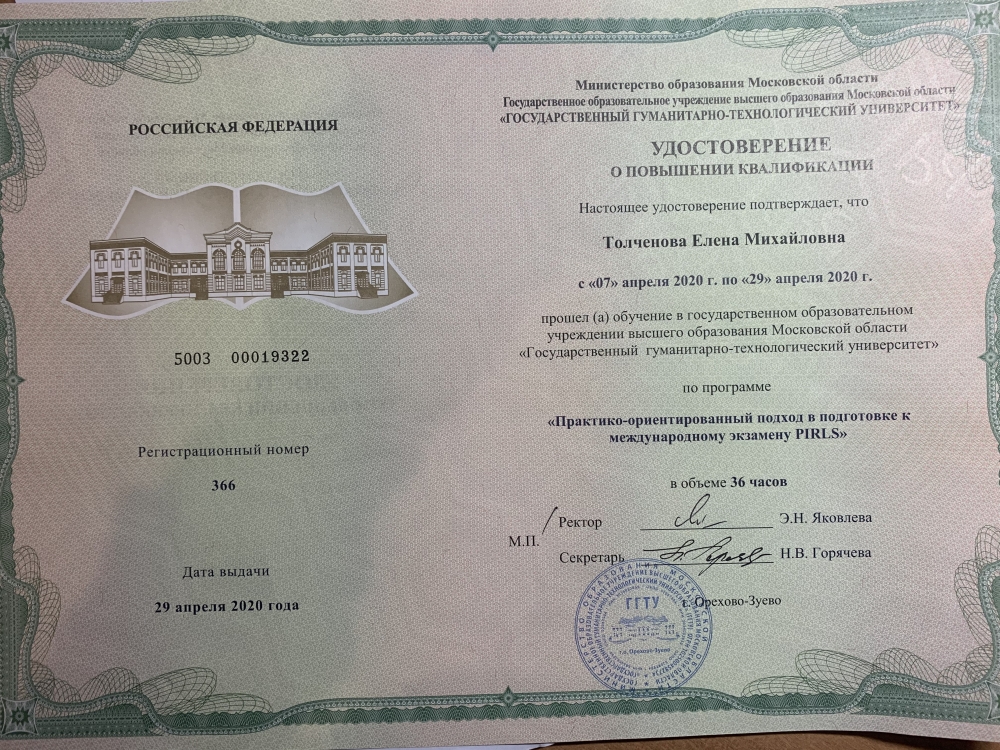 РОССИЙСКАЯ ФЕДЕРАЦИЯ
5003 00019322
Регистрационный номер
366
Дата выдачи
29 апреля 2020 года
Министерство образования Московской области
Государственное образовательное учреждение высшего образования Московской области
«ГОСУДАРСТВЕННЫЙ ГУМАНИТАРНО-ТЕХНОЛОГИЧЕСКИЙ УНИВЕРСИТЕТ»
УДОСТОВЕРЕНИЕ
О ПОВЫШЕНИИ КВАЛИФИКАЦИИ
Настоящее удостоверение подтверждает, что
Толченова Елена Михайловна
с «07» апреля 2020 г. по «29» апреля 2020 г.
прошел (а) обучение в государственном образовательном
учреждении высшего образования Московской области
«Государственный гуманитарно-технологический университет»
по программе
«Практико-ориентированный подход в подготовке к
международному экзамену PIRLS»
в объеме 36 часов
Ректор Э.Н. Яковлева
М.П.
Секретарь Н.В. Горячева
г. Орехово-Зуево
ГГТУ
г.о. Орехово-Зуево